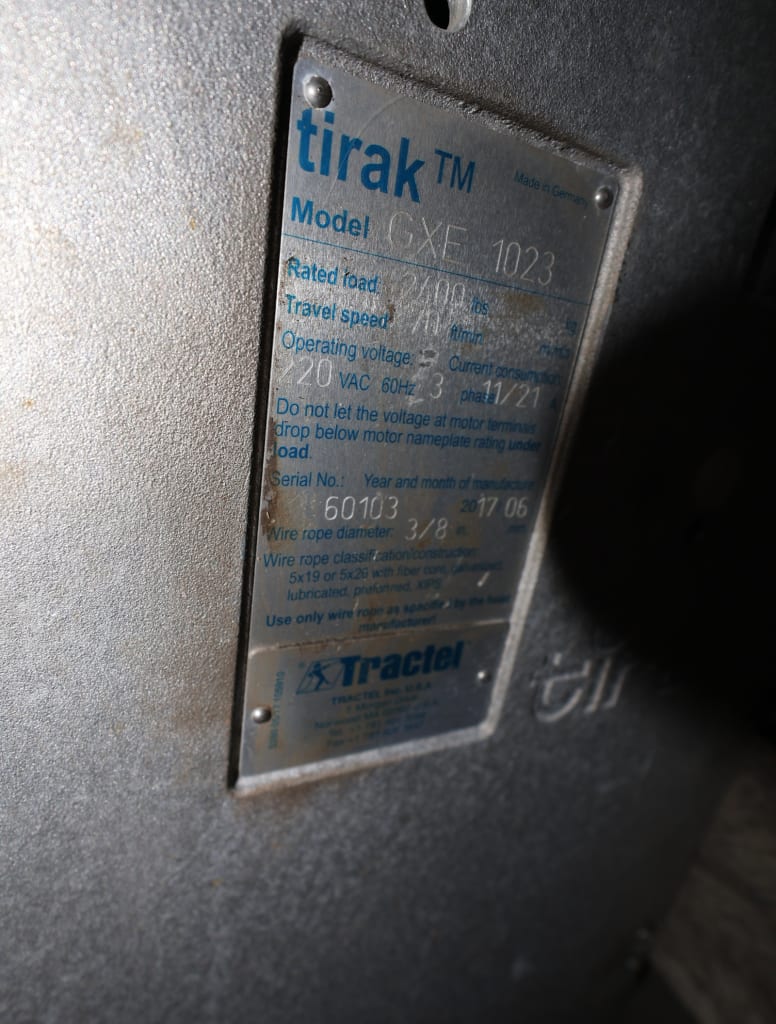 tirak™
Made in Germany
Model GXE 1023
Rated load: lbs. kg
Travel speed: ft/min.
Operating voltage: Current consumption:
220 VAC 60Hz 3 phase 11/21 A
Do not let the voltage at motor terminals
drop below motor nameplate rating under
load.
Serial No.: Year and month of manufacture
60103 2017 06
Wire rope diameter: 3/8 in. mm
Wire rope classification/construction:
5x19 or 5x26 with fiber core, galvanized,
lubricated, preformed, XIPS
Use only wire rope as specified by the hoist
manufacturer!
Tractel
TRACTEL Inc. U.S.A.